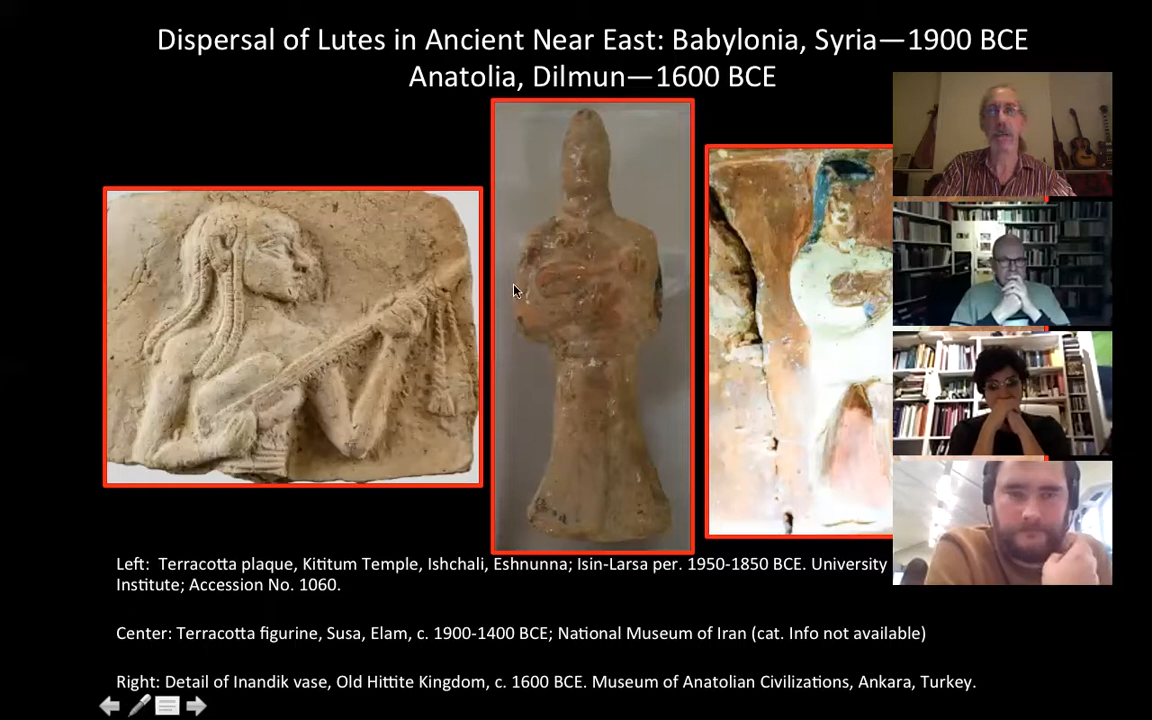 Dispersal of Lutes in Ancient Near East: Babylonia, Syria—1900 BCE
Anatolia, Dilmun—1600 BCE
Left:  Terracotta plaque, Kititum Temple, Ishchali, Eshnunna; Isin-Larsa per. 1950-1850 BCE. University
Institute; Accession No. 1060.
Center: Terracotta figurine, Susa, Elam, c. 1900-1400 BCE; National Museum of Iran (cat. Info not available)
Right: Detail of Inandik vase, Old Hittite Kingdom, c. 1600 BCE. Museum of Anatolian Civilizations, Ankara, Turkey.